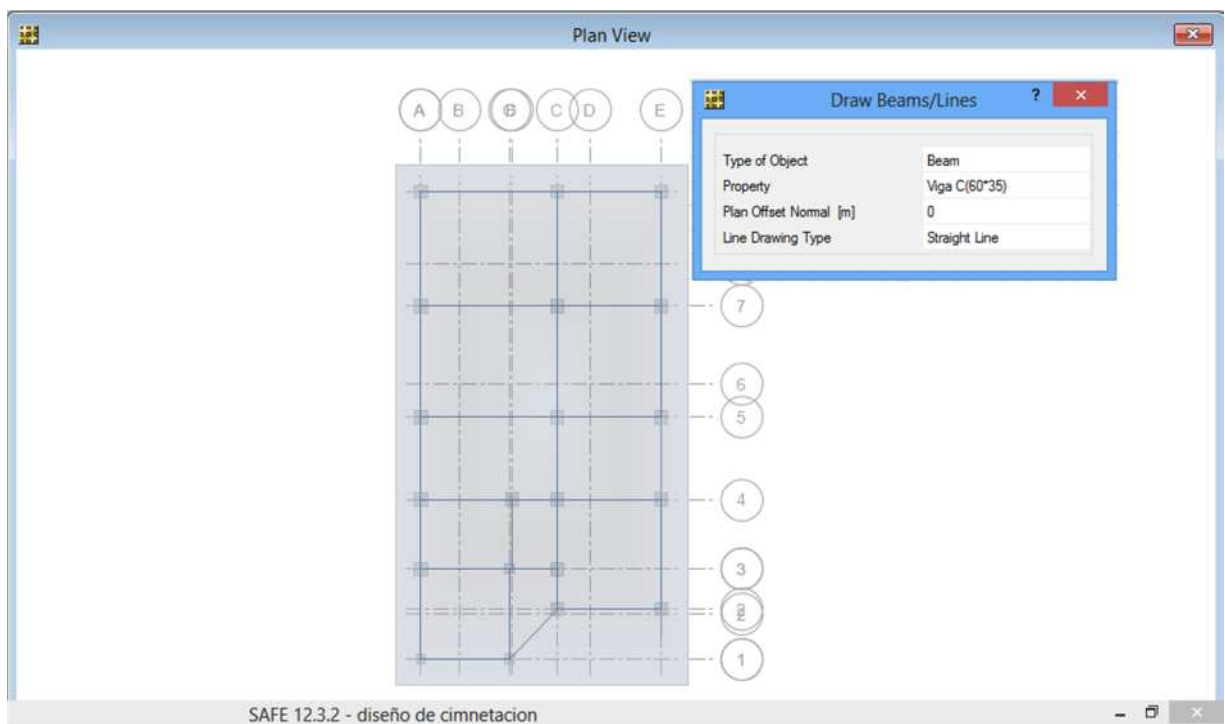 Plan View
A B C D E
Draw Beams/Lines ?
Type of Object Beam
Property Viga C(60*35)
Plan Offset Normal [m] 0
Line Drawing Type Straight Line
7
6
5
4
3
1
SAFE 12.3.2 - diseño de cimnetacion